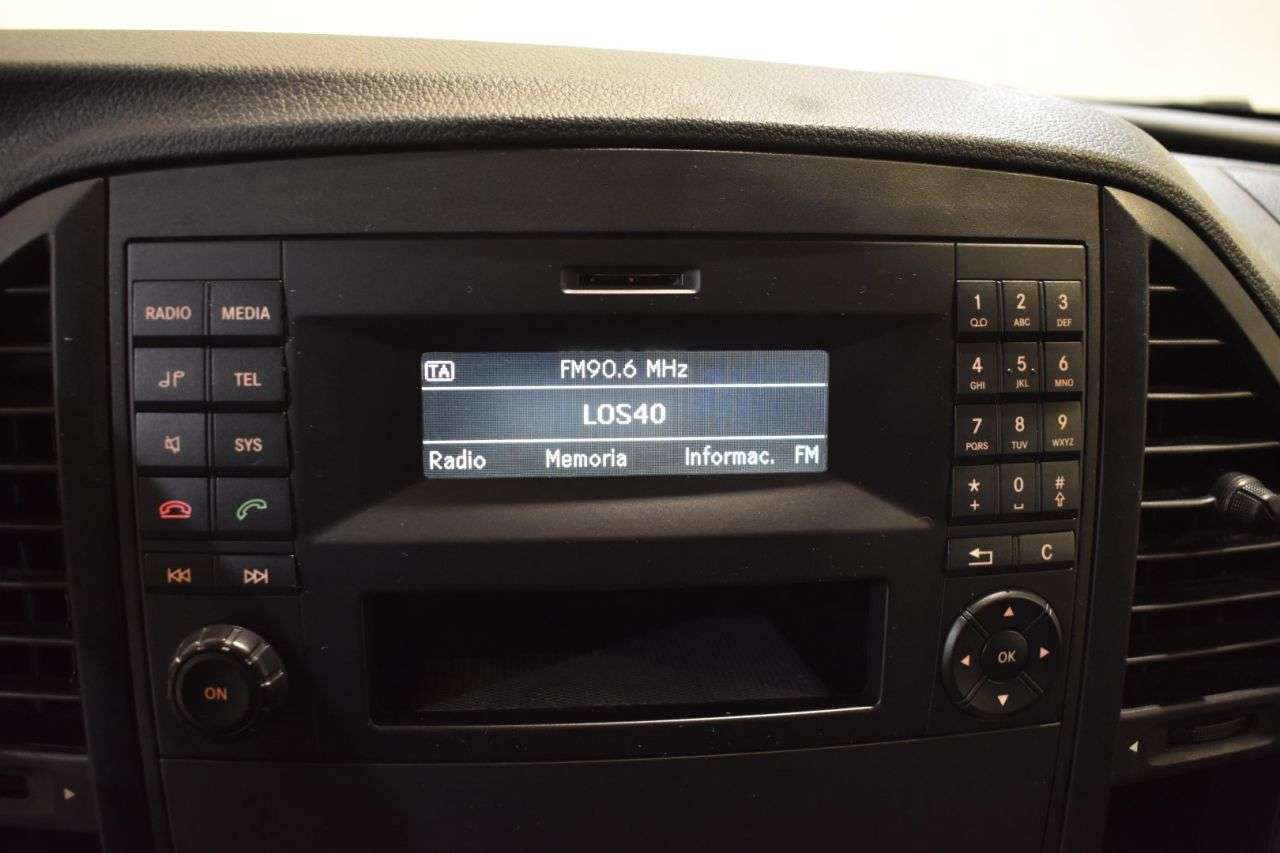 RADIO MEDIA
TEL
SYS
ON
TA FM90.6 MHz
LOS40
Radio Memoria Informac. FM
1 2 3
ABC DEF
4 5 6
GHI JKL MNO
7 8 9
PQRS TUV WXYZ
* 0 #
+
C
OK